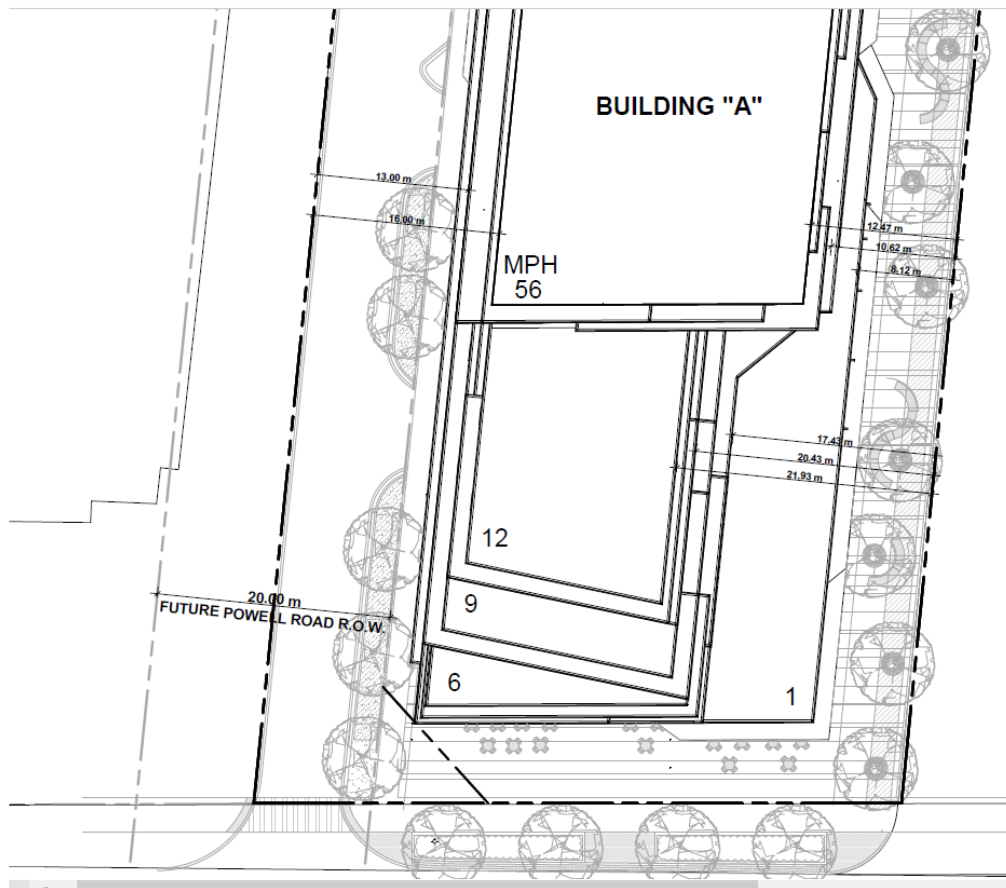 BUILDING "A"
13.00 m
16.00 m
12.47 m
10.62 m
8.12 m
MPH
56
17.43 m
20.43 m
21.93 m
12
9
20.00 m
FUTURE POWELL ROAD R.O.W.
6
1